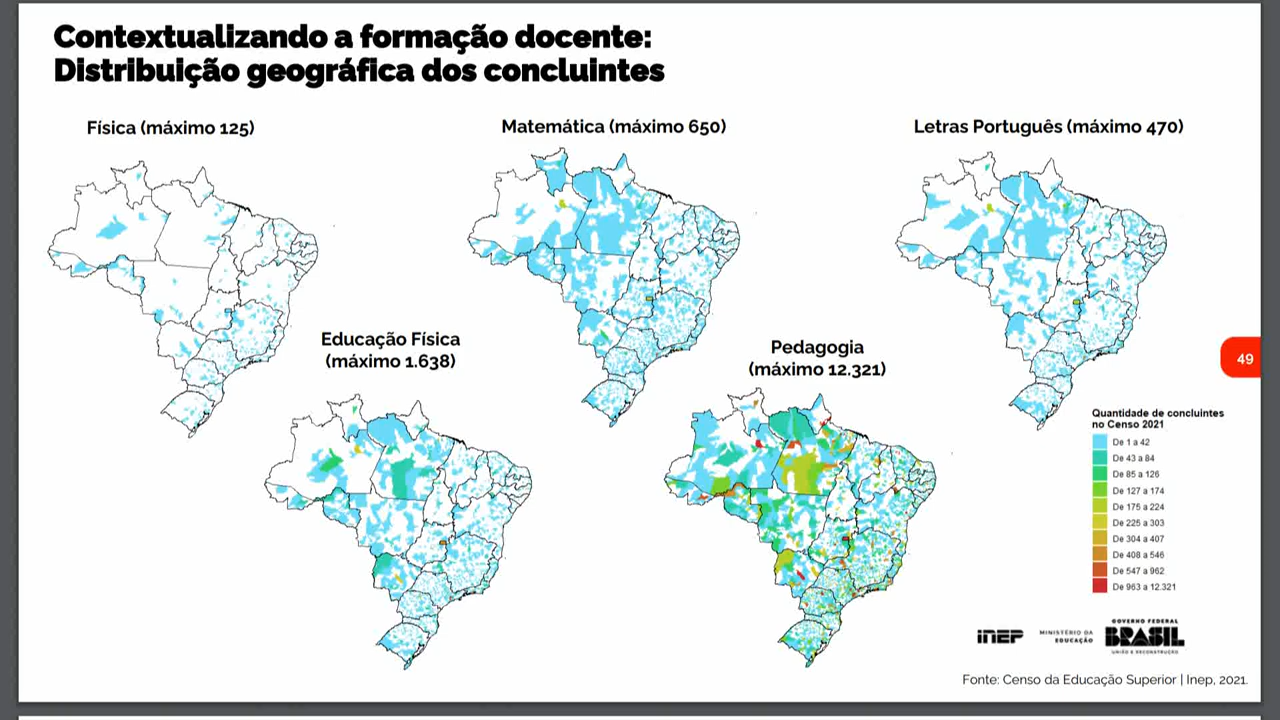 Contextualizando a formação docente:
Distribuição geográfica dos concluintes
Física (máximo 125)
Matemática (máximo 650)
Letras Português (máximo 470)
Educação Física
(máximo 1.638)
Pedagogia
(máximo 12.321)
49
Quantidade de concluintes
no Censo 2021
De 1 a 42
De 43 a 84
De 85 a 126
De 127 a 174
De 175 a 224
De 225 a 303
De 304 a 407
De 408 a 546
De 547 a 962
De 963 a 12.321
inep
MINISTÉRIO DA
EDUCAÇÃO
GOVERNO FEDERAL
BRASIL
UNIÃO E RECONSTRUÇÃO
Fonte: Censo da Educação Superior | Inep, 2021.